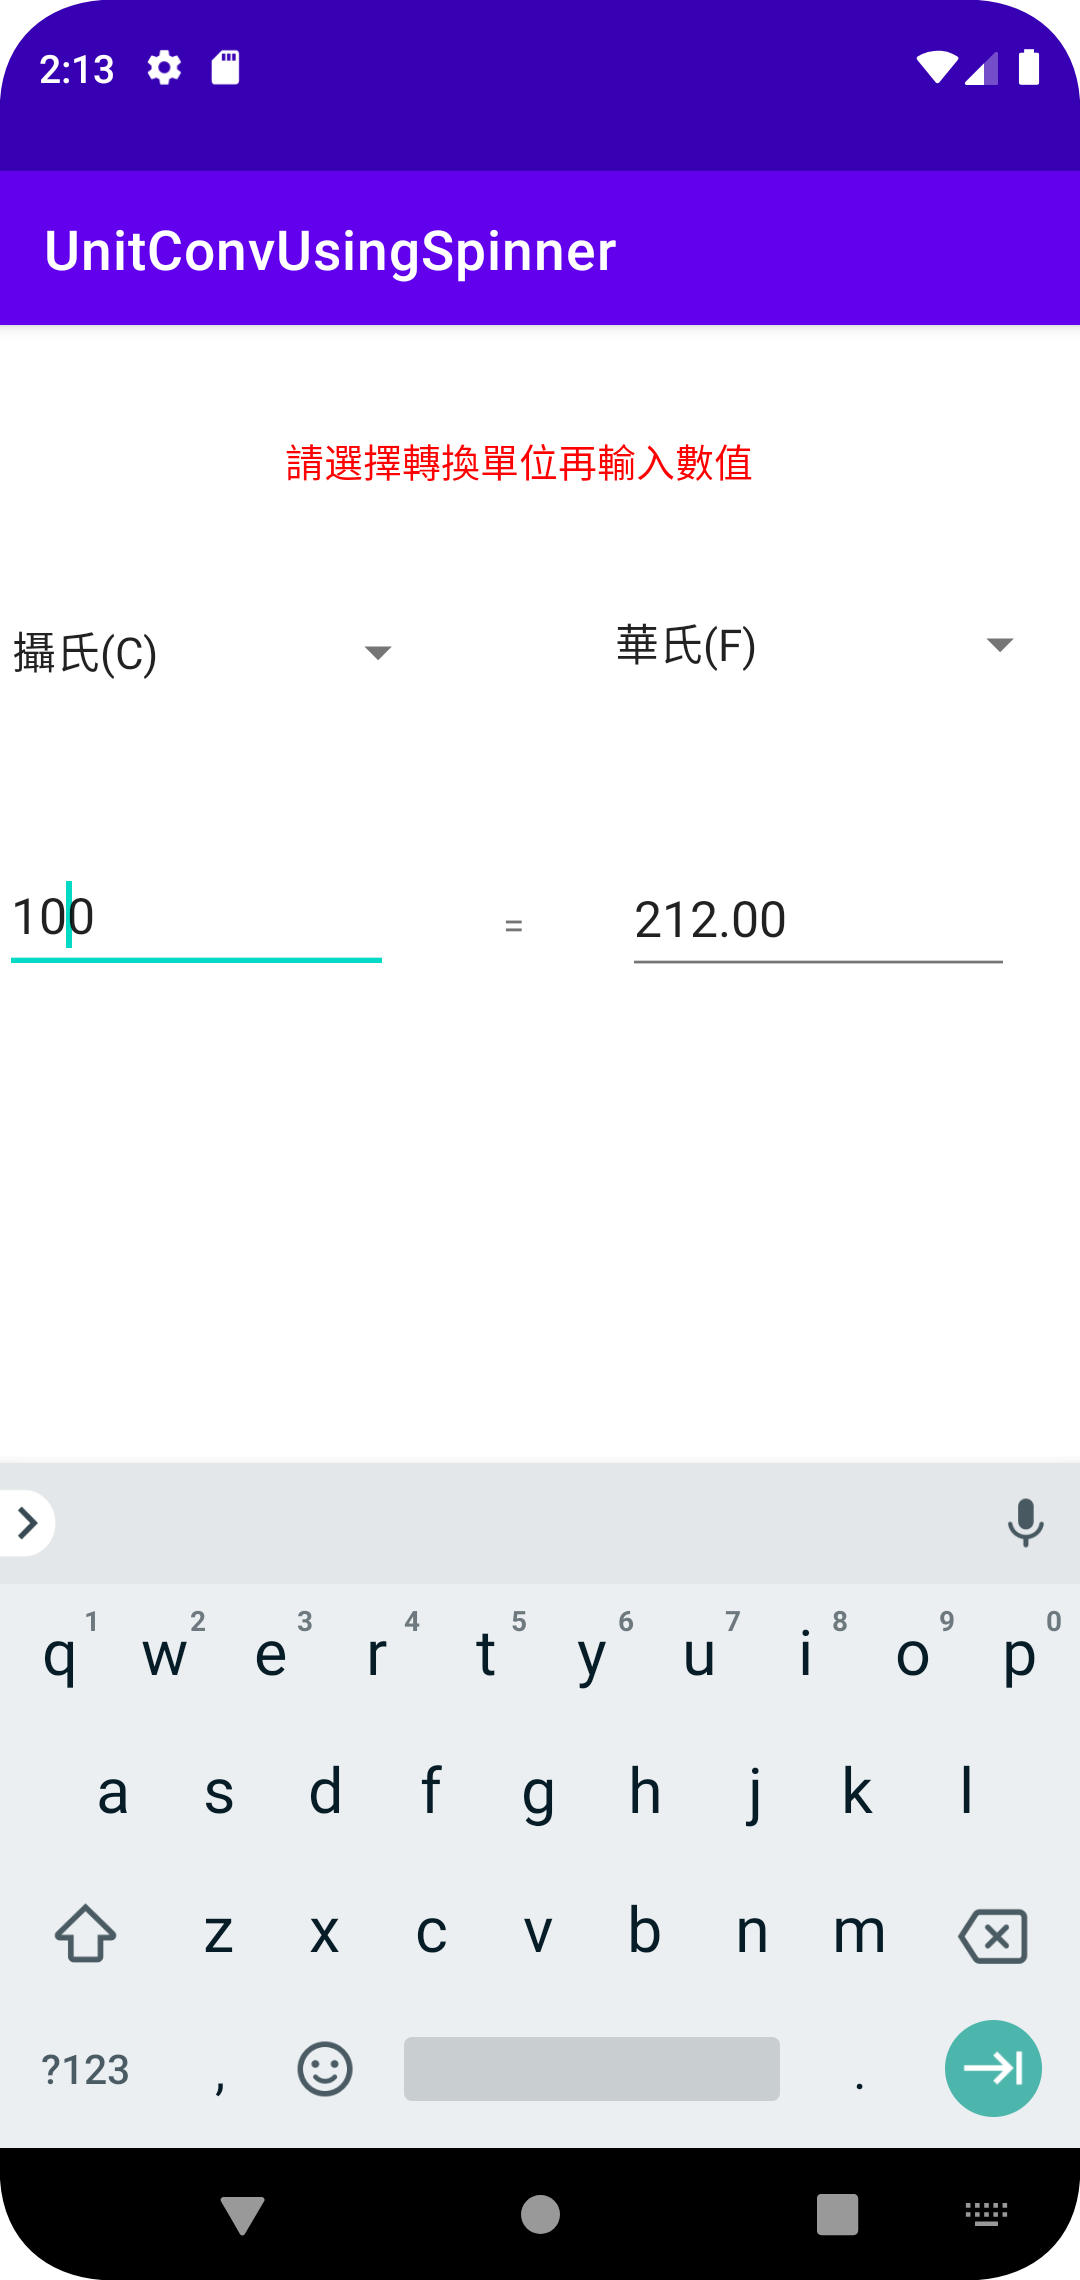 2:13
UnitConvUsingSpinner
請選擇轉換單位再輸入數值
攝氏(C) 華氏(F)
100 = 212.00
1 2 3 4 5 6 7 8 9 0
q w e r t y u i o p
a s d f g h j k l
z x c v b n m
?123 , .